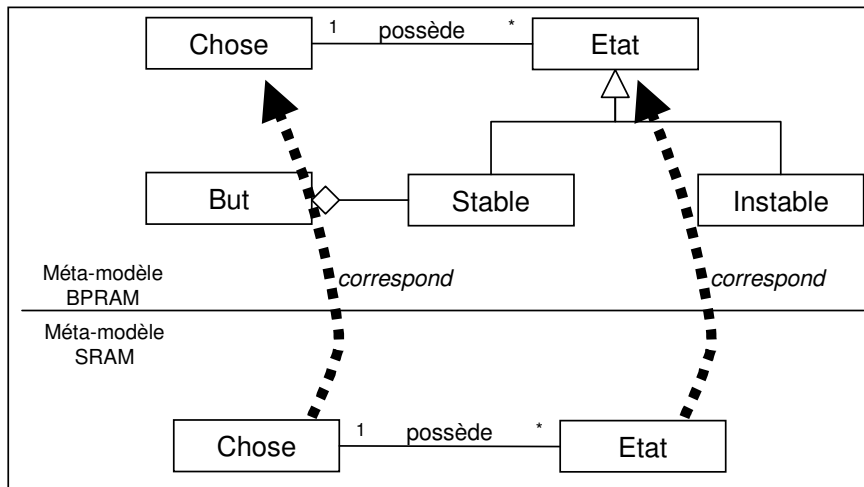 Chose 1 possède * Etat
But Stable Instable
Méta-modèle
BPRAM
correspond correspond
Méta-modèle
SRAM
Chose 1 possède * Etat